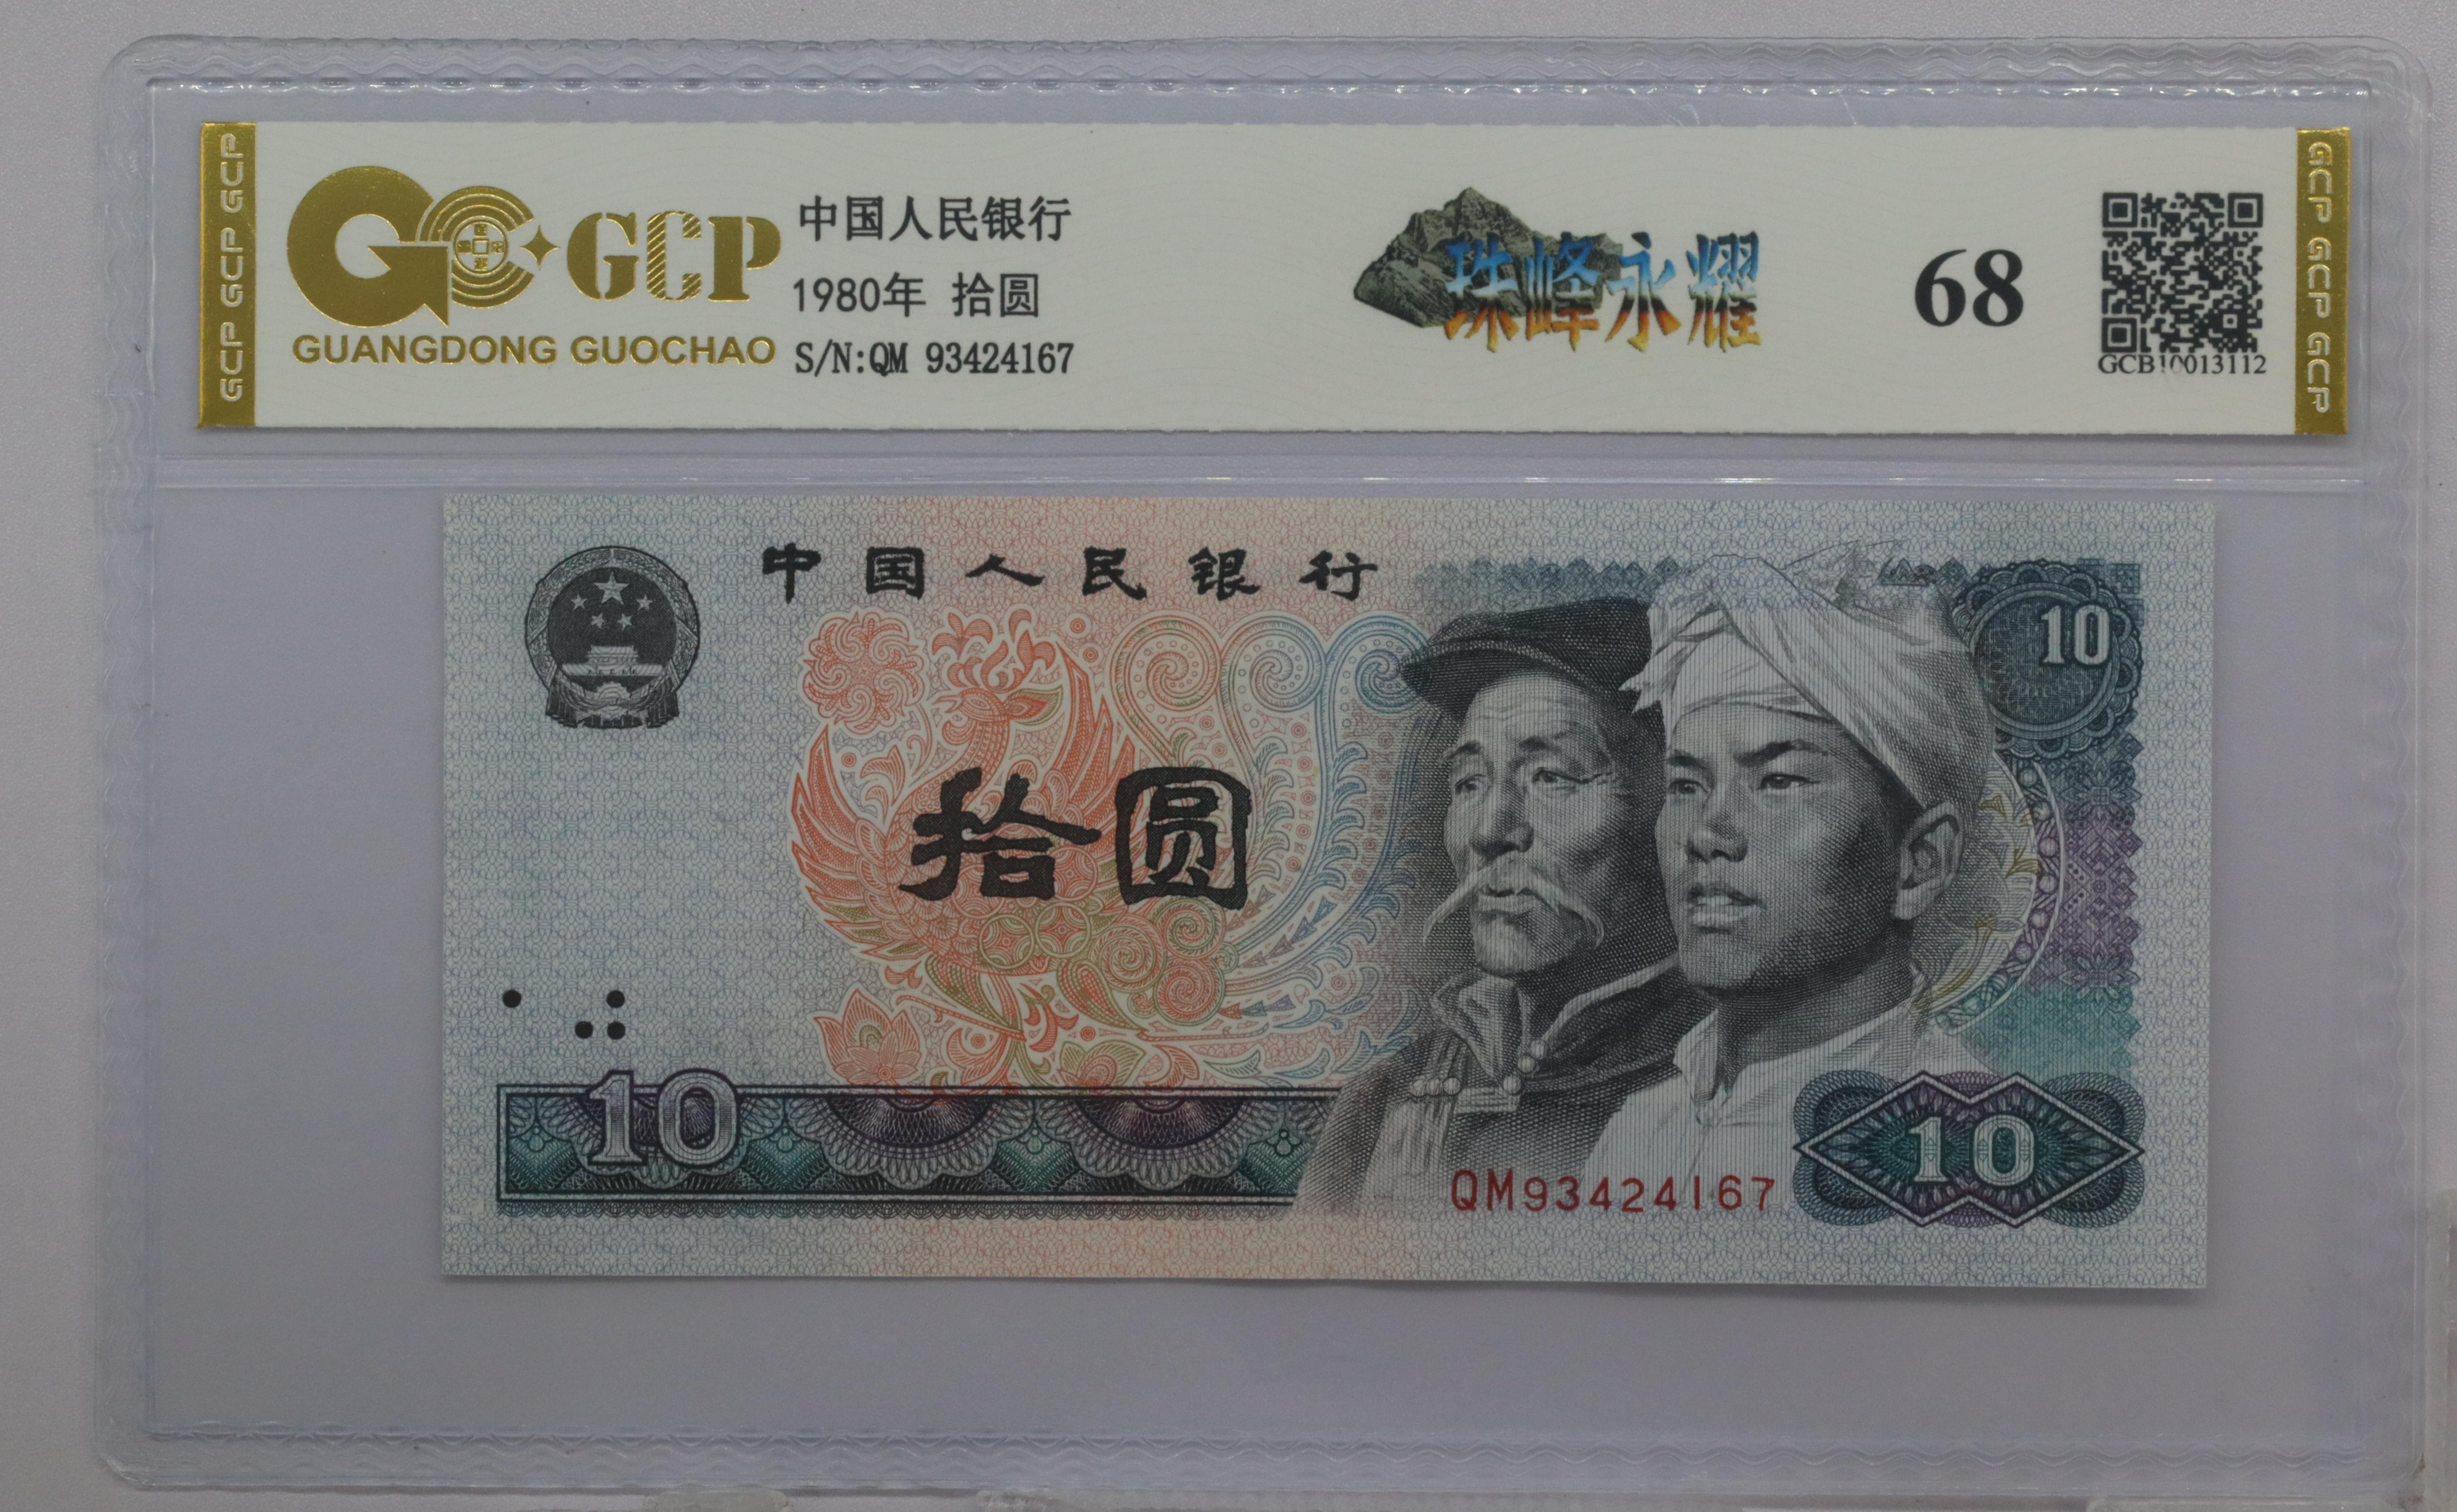 GCP GCP GCP
GCP
GUANGDONG GUOCHAO
中国人民银行
1980年 拾圆
S/N:QM 93424167
珠峰永耀
68
GCB10013112
GCP GCP GCP
中国人民银行
10
拾圆
10
QM93424167
10